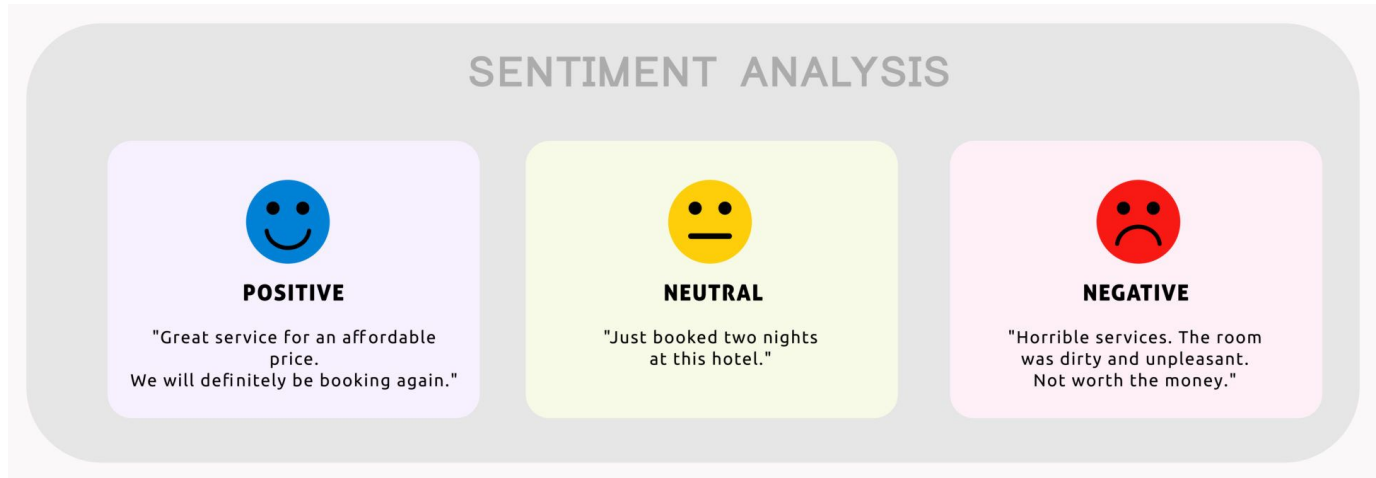 SENTIMENT ANALYSIS
POSITIVE
"Great service for an affordable
price.
We will definitely be booking again."
NEUTRAL
"Just booked two nights
at this hotel."
NEGATIVE
"Horrible services. The room
was dirty and unpleasant.
Not worth the money."